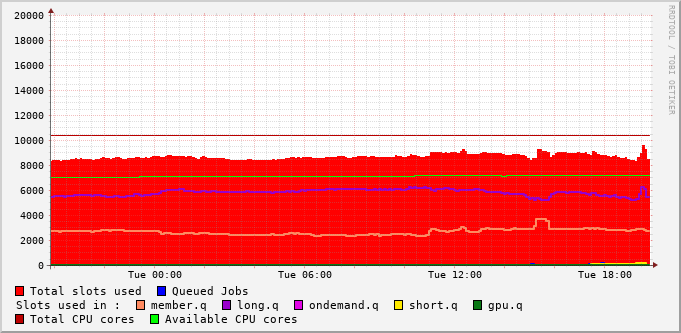 20000
18000
16000
14000
12000
10000
8000
6000
4000
2000
0
Tue 00:00 Tue 06:00 Tue 12:00 Tue 18:00
RRDTOOL / TOBI OETIKER
Total slots used Queued Jobs
Slots used in : member.q long.q ondemand.q short.q gpu.q
Total CPU cores Available CPU cores